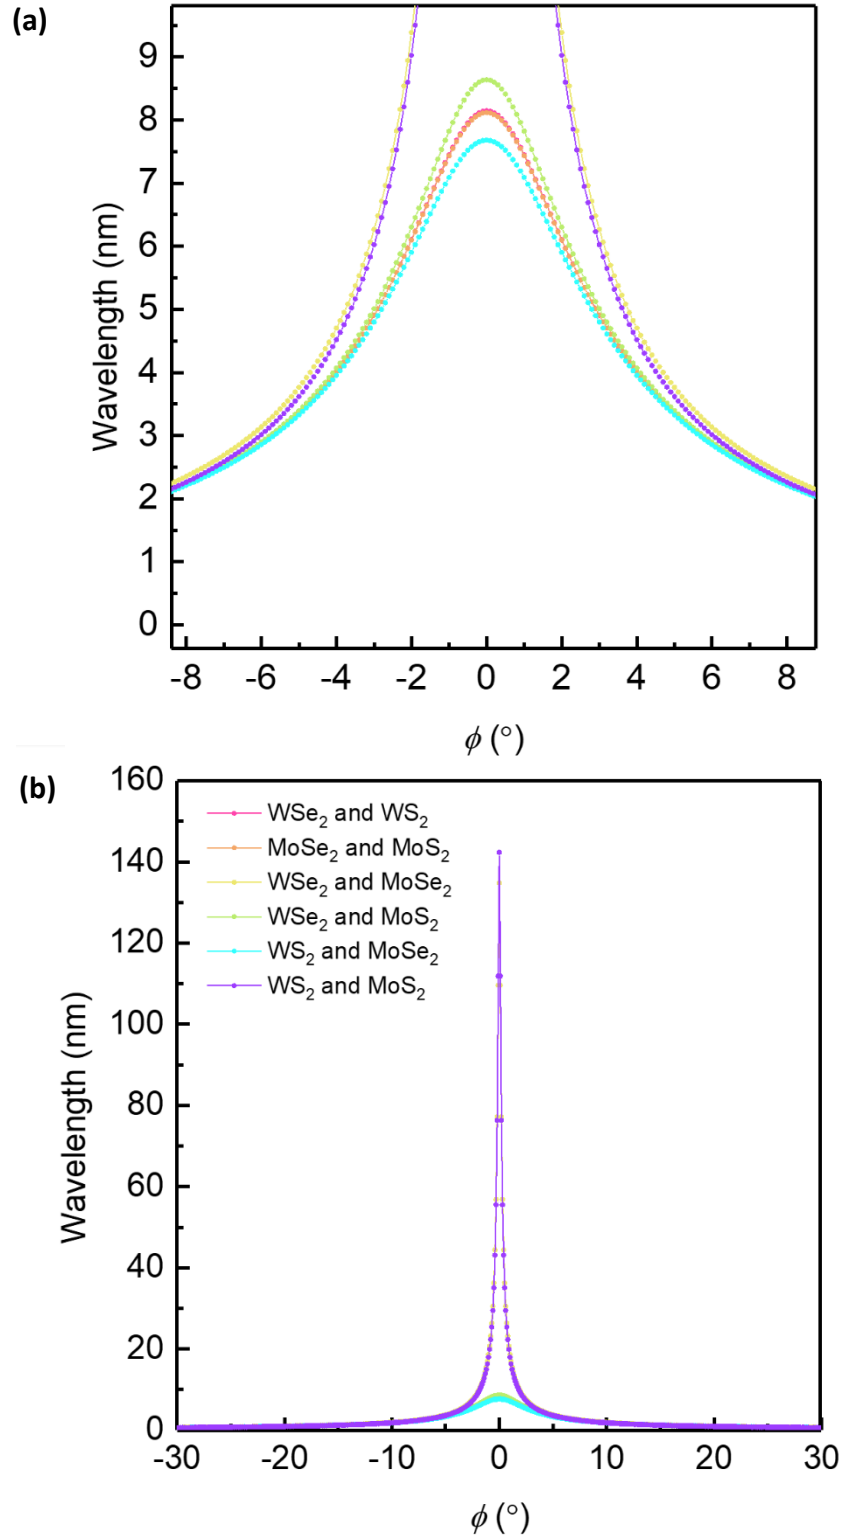 (a)
9
8
7
6
5
4
3
2
1
0
Wavelength (nm)
-8 -6 -4 -2 0 2 4 6 8
ϕ (°)
(b)
160
140
120
100
80
60
40
20
0
Wavelength (nm)
WSe₂ and WS₂
MoSe₂ and MoS₂
WSe₂ and MoSe₂
WSe₂ and MoS₂
WS₂ and MoSe₂
WS₂ and MoS₂
-30 -20 -10 0 10 20 30
ϕ (°)